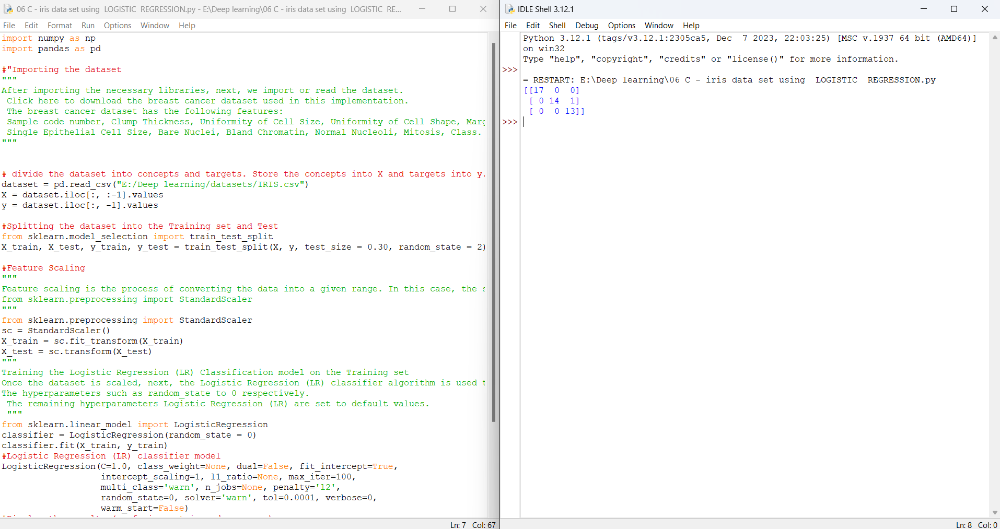 06 C - iris data set using  LOGISTIC  REGRESSION.py - E:\Deep learning\06 C - iris data set using  LOGISTIC  RE...
File Edit Format Run Options Window Help
import numpy as np
import pandas as pd

#"Importing the dataset
"""
After importing the necessary libraries, next, we import or read the dataset.
 Click here to download the breast cancer dataset used in this implementation.
 The breast cancer dataset has the following features:
 Sample code number, Clump Thickness, Uniformity of Cell Size, Uniformity of Cell Shape, Marg
 Single Epithelial Cell Size, Bare Nuclei, Bland Chromatin, Normal Nucleoli, Mitosis, Class.
"""

# divide the dataset into concepts and targets. Store the concepts into X and targets into y.
dataset = pd.read_csv("E:/Deep learning/datasets/IRIS.csv")
X = dataset.iloc[:, :-1].values
y = dataset.iloc[:, -1].values

#Splitting the dataset into the Training set and Test
from sklearn.model_selection import train_test_split
X_train, X_test, y_train, y_test = train_test_split(X, y, test_size = 0.30, random_state = 2)

#Feature Scaling
"""
Feature scaling is the process of converting the data into a given range. In this case, the s
from sklearn.preprocessing import StandardScaler
"""
from sklearn.preprocessing import StandardScaler
sc = StandardScaler()
X_train = sc.fit_transform(X_train)
X_test = sc.transform(X_test)
"""
Training the Logistic Regression (LR) Classification model on the Training set
Once the dataset is scaled, next, the Logistic Regression (LR) classifier algorithm is used t
The hyperparameters such as random_state to 0 respectively.
 The remaining hyperparameters Logistic Regression (LR) are set to default values.
 """
from sklearn.linear_model import LogisticRegression
classifier = LogisticRegression(random_state = 0)
classifier.fit(X_train, y_train)
#Logistic Regression (LR) classifier model
LogisticRegression(C=1.0, class_weight=None, dual=False, fit_intercept=True,
                   intercept_scaling=1, l1_ratio=None, max_iter=100,
                   multi_class='warn', n_jobs=None, penalty='l2',
                   random_state=0, solver='warn', tol=0.0001, verbose=0,
                   warm_start=False)
Ln: 7 Col: 67
IDLE Shell 3.12.1
File Edit Shell Debug Options Window Help
Python 3.12.1 (tags/v3.12.1:2305ca5, Dec  7 2023, 22:03:25) [MSC v.1937 64 bit (AMD64)]
on win32
Type "help", "copyright", "credits" or "license()" for more information.
>>>
= RESTART: E:\Deep learning\06 C - iris data set using  LOGISTIC  REGRESSION.py
[[17  0  0]
 [ 0 14  1]
 [ 0  0 13]]
>>>
Ln: 8 Col: 0